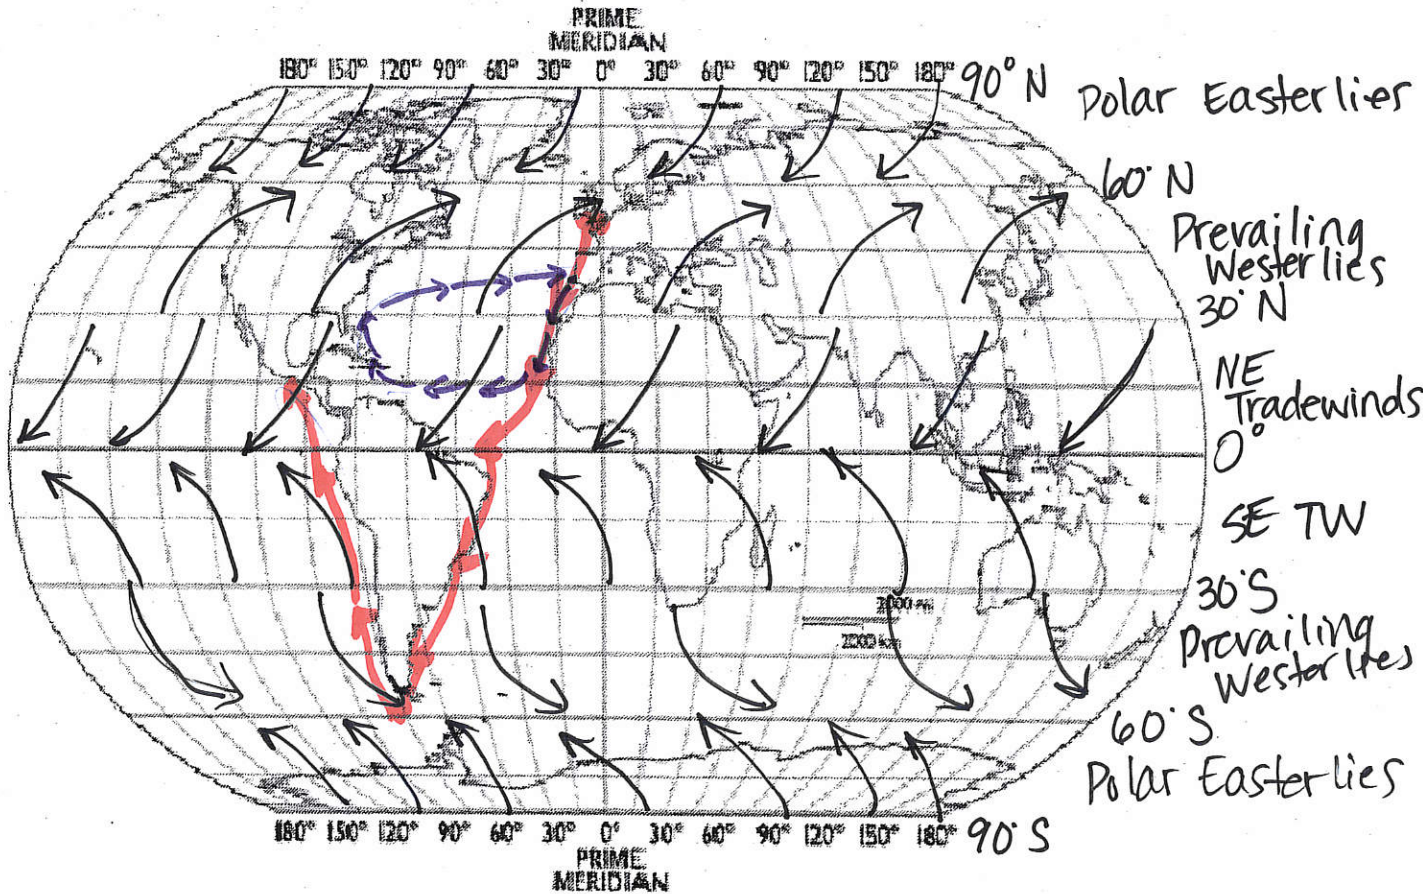 PRIME
MERIDIAN
180° 150° 120° 90° 60° 30° 0° 30° 60° 90° 120° 150° 180° 90° N
Polar Easterlies
60° N
Prevailing
Westerlies
30° N
NE
Tradewinds
0°
SE TW
30° S
2000 km
Prevailing
Westerlies
60° S
Polar Easterlies
180° 150° 120° 90° 60° 30° 0° 30° 60° 90° 120° 150° 180° 90° S
PRIME
MERIDIAN